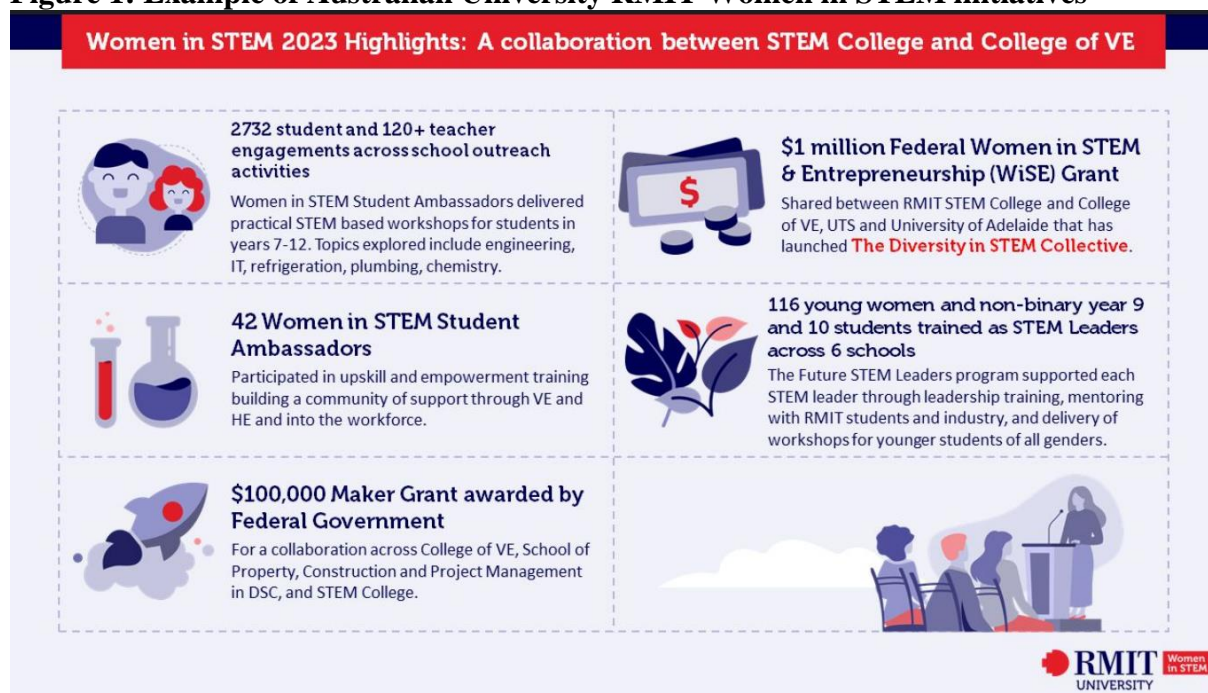 Figure 1: Example of Australian University RMIT Women in STEM initiatives
Women in STEM 2023 Highlights: A collaboration between STEM College and College of VE
2732 student and 120+ teacher
engagements across school outreach
activities
Women in STEM Student Ambassadors delivered
practical STEM based workshops for students in
years 7-12. Topics explored include engineering,
IT, refrigeration, plumbing, chemistry.
$
$1 million Federal Women in STEM
& Entrepreneurship (WiSE) Grant
Shared between RMIT STEM College and College
of VE, UTS and University of Adelaide that has
launched The Diversity in STEM Collective.
42 Women in STEM Student
Ambassadors
Participated in upskill and empowerment training
building a community of support through VE and
HE and into the workforce.
116 young women and non-binary year 9
and 10 students trained as STEM Leaders
across 6 schools
The Future STEM Leaders program supported each
STEM leader through leadership training, mentoring
with RMIT students and industry, and delivery of
workshops for younger students of all genders.
$100,000 Maker Grant awarded by
Federal Government
For a collaboration across College of VE, School of
Property, Construction and Project Management
in DSC, and STEM College.
RMIT
UNIVERSITY
Women
in STEM